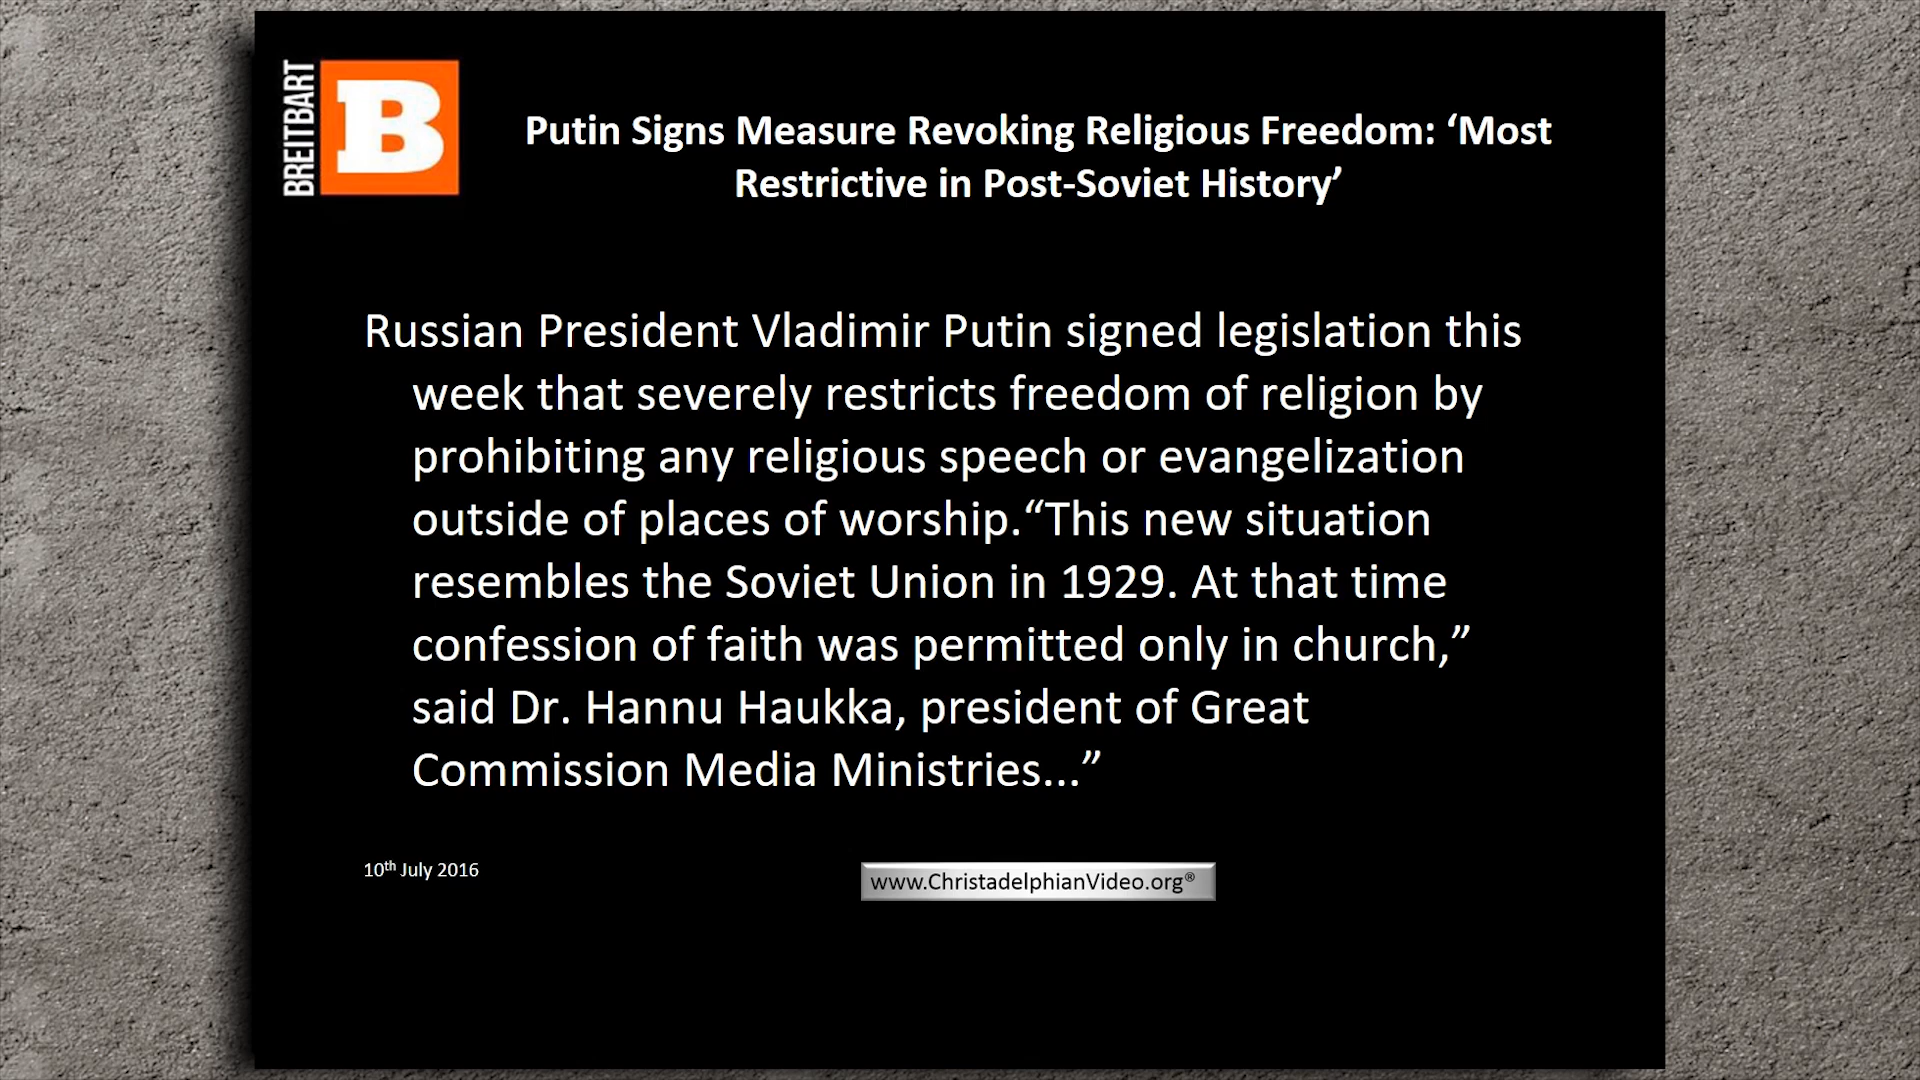 BREITBART
B
Putin Signs Measure Revoking Religious Freedom: ‘Most
Restrictive in Post-Soviet History’
Russian President Vladimir Putin signed legislation this
week that severely restricts freedom of religion by
prohibiting any religious speech or evangelization
outside of places of worship.“This new situation
resembles the Soviet Union in 1929. At that time
confession of faith was permitted only in church,”
said Dr. Hannu Haukka, president of Great
Commission Media Ministries...”
10th July 2016
www.ChristadelphianVideo.org®